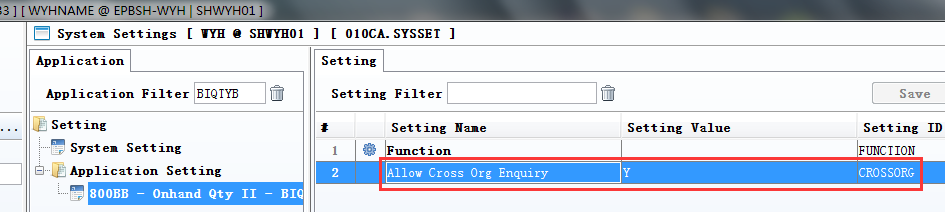 33 ] [ WYHNAME @ EPBSH-WYH | SHWYH01 ]
System Settings [ WYH @ SHWYH01 ] [ 010CA.SYSSET ]
Application
Setting
Application Filter BIQTYB
Setting Filter
Save
...
Setting
System Setting
Application Setting
800BB - Onhand Qty II - BIQ
# Setting Name Setting Value Setting ID
1 Function FUNCTION
2 Allow Cross Org Enquiry Y CROSSORG